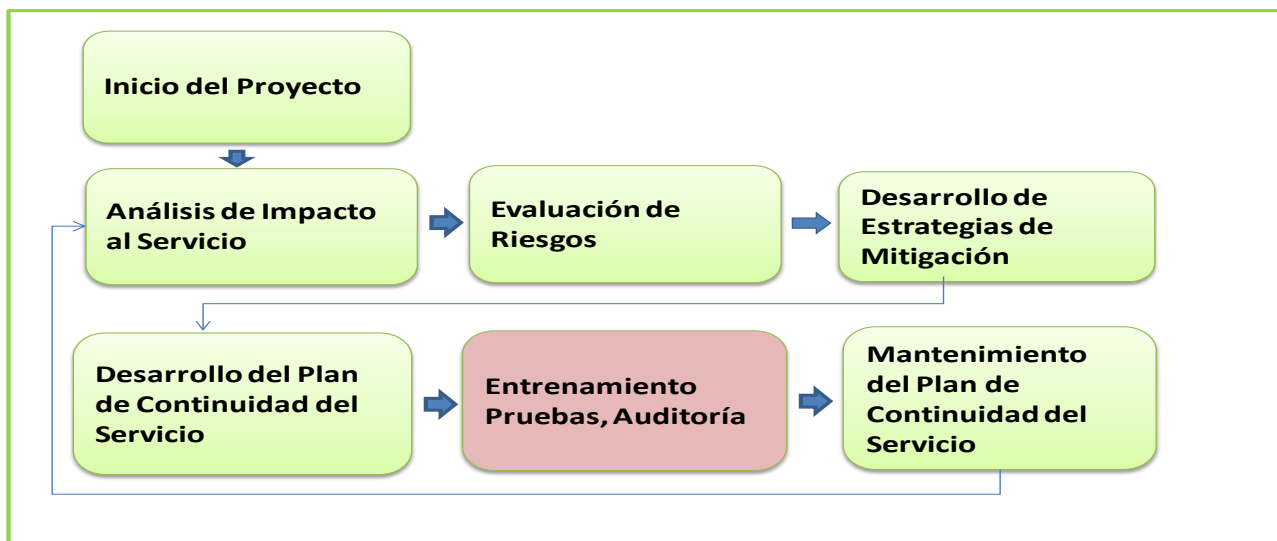 Inicio del Proyecto
Análisis de Impacto
al Servicio
Evaluación de
Riesgos
Desarrollo de
Estrategias de
Mitigación
Desarrollo del Plan
de Continuidad del
Servicio
Entrenamiento
Pruebas, Auditoría
Mantenimiento
del Plan de
Continuidad del
Servicio